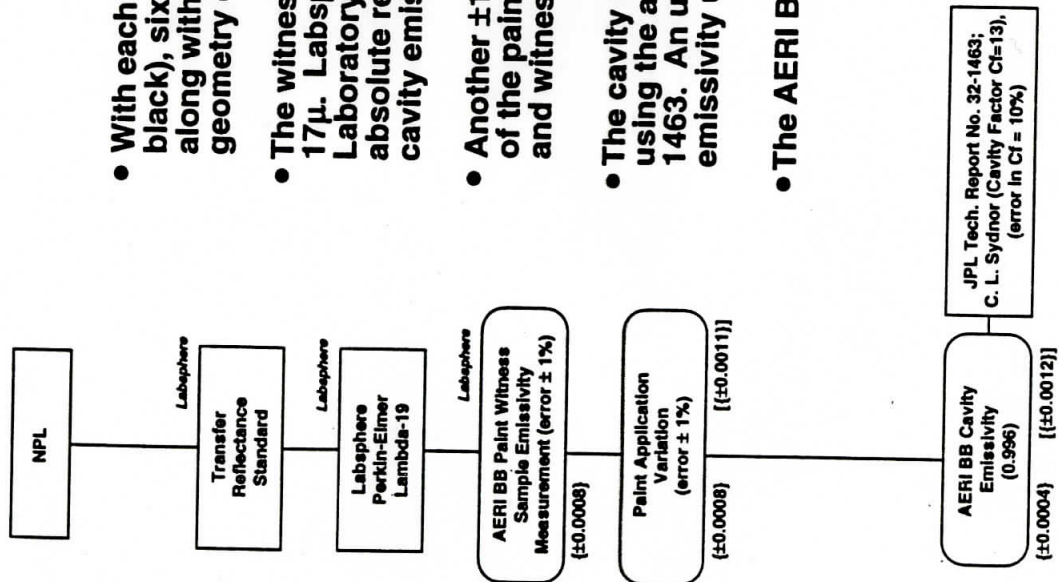 NPL
Labsphere
Transfer
Reflectance
Standard
Labsphere
Labsphere
Perkin-Elmer
Lambda-19
Labsphere
AERI BB Paint Witness
Sample Emissivity
Measurement (error ± 1%)
{±0.0008}
Paint Application
Variation
(error ± 1%)
{±0.0008} [{±0.0011}]
AERI BB Cavity
Emissivity
(0.996)
{±0.0004} [{±0.0012}]
JPL Tech. Report No. 32-1463;
C. L. Sydnor (Cavity Factor Cf=13),
(error in Cf = 10%)
• With each
black), six
along with
geometry
• The witnes
17µ. Labsp
Laboratory
absolute re
cavity emis
• Another ±1
of the pain
and witness
• The cavity
using the a
1463. An u
emissivity u
• The AERI B